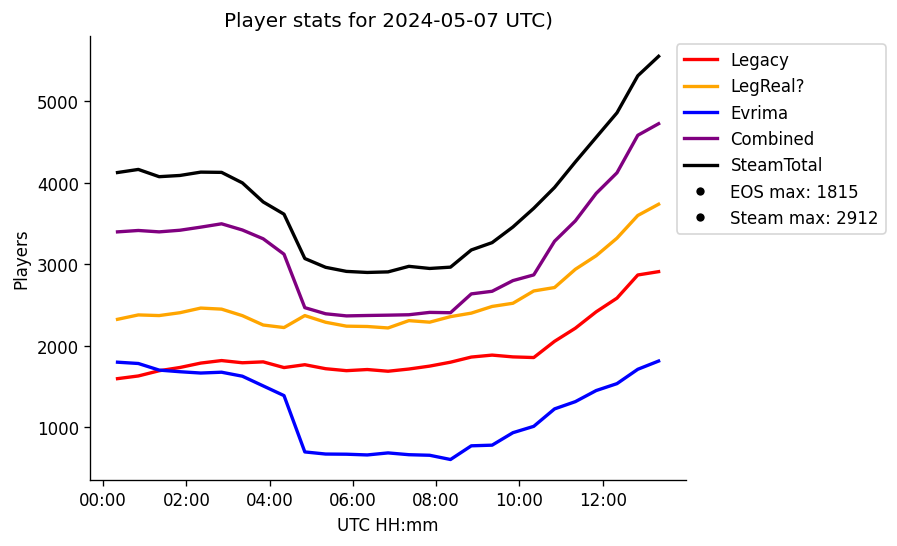 Player stats for 2024-05-07 UTC)
Legacy
LegReal?
Evrima
Combined
SteamTotal
EOS max: 1815
Steam max: 2912
Players
5000
4000
3000
2000
1000
00:00 02:00 04:00 06:00 08:00 10:00 12:00
UTC HH:mm